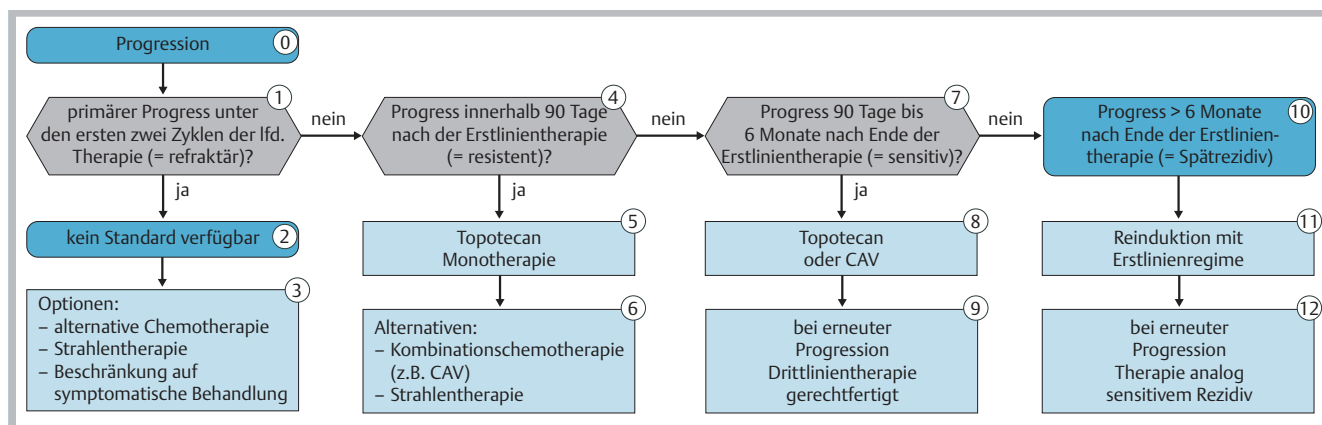 Progression
0
primärer Progress unter
den ersten zwei Zyklen der lfd.
Therapie (= refraktär)?
1
nein
ja
kein Standard verfügbar
2
Optionen:
– alternative Chemotherapie
– Strahlentherapie
– Beschränkung auf
symptomatische Behandlung
3
Progress innerhalb 90 Tage
nach der Erstlinientherapie
(= resistent)?
4
nein
ja
Topotecan
Monotherapie
5
Alternativen:
– Kombinationschemotherapie
(z.B. CAV)
– Strahlentherapie
6
Progress 90 Tage bis
6 Monate nach Ende der
Erstlinientherapie (= sensitiv)?
7
nein
ja
Topotecan
oder CAV
8
bei erneuter
Progression
Drittlinientherapie
gerechtfertigt
9
Progress > 6 Monate
nach Ende der Erstlinien-
therapie (= Spätrezidiv)
10
Reinduktion mit
Erstlinienregime
11
bei erneuter
Progression
Therapie analog
sensitivem Rezidiv
12